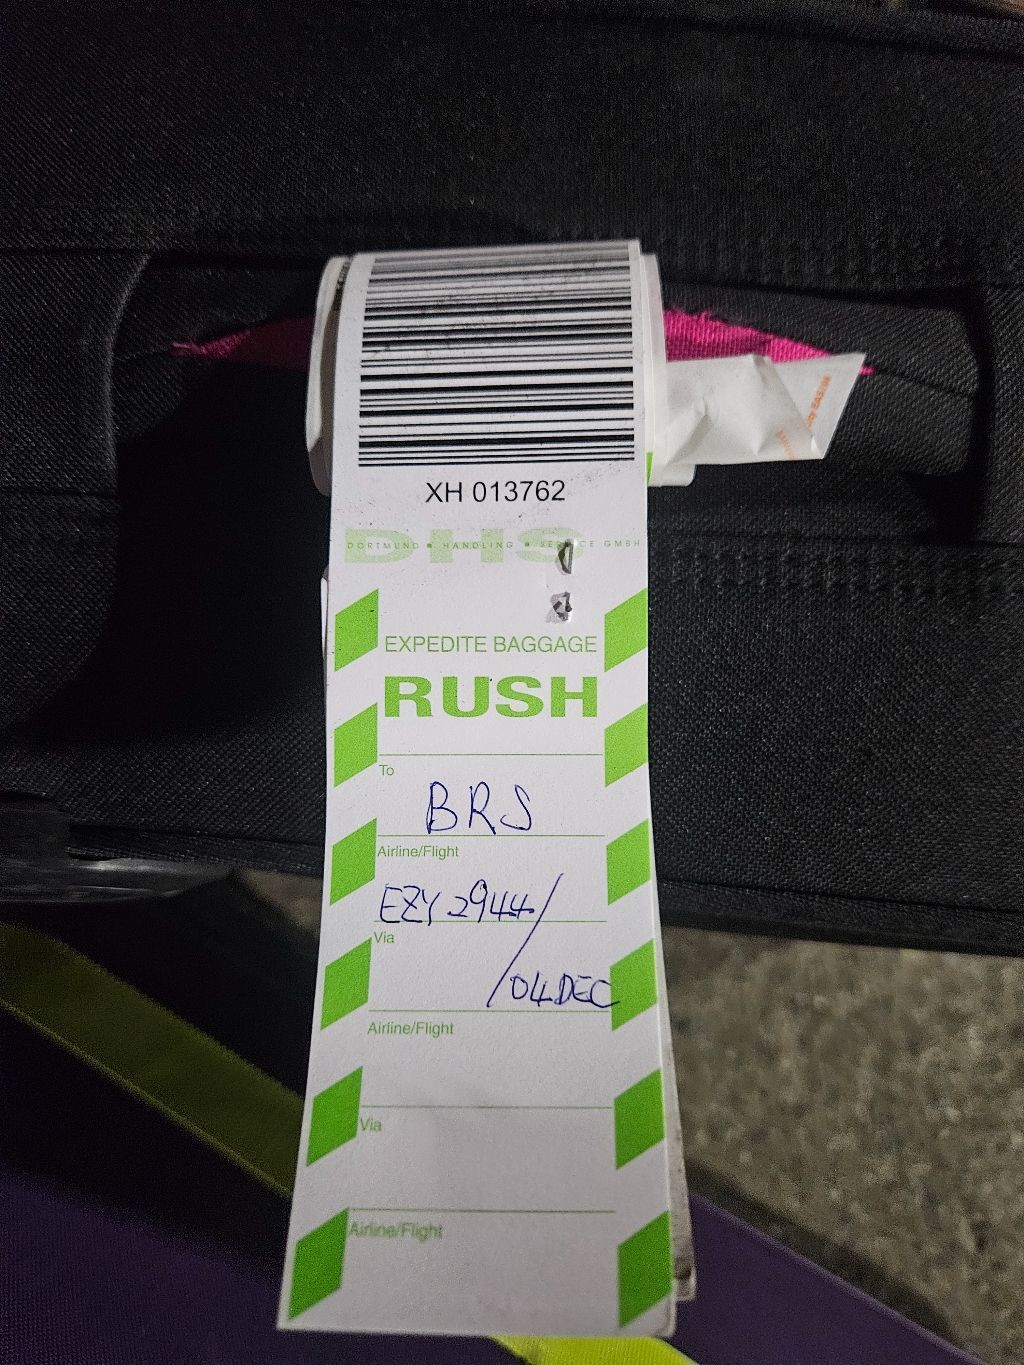 XH 013762
DHS
DORTMUND ■ HANDLING ■ SERVICE GMBH
EXPEDITE BAGGAGE
RUSH
To
BRS
Airline/Flight
EZY 2944/
Via
/04DEC
Airline/Flight
Via
Airline/Flight